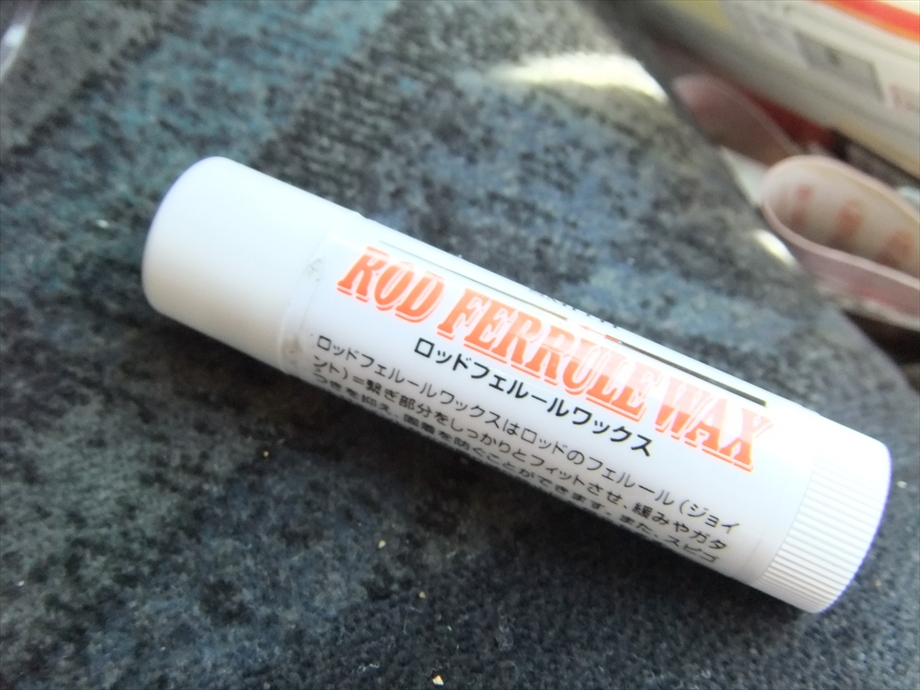 ROD FERRULE WAX
ロッドフェルールワックス
ロッドフェルールワックスはロッドのフェルール（ジョイ
ント）＝繋ぎ部分をしっかりとフィットさせ、緩みやガタ
つきを抑え、固着を防ぐことができます。また、スピゴ